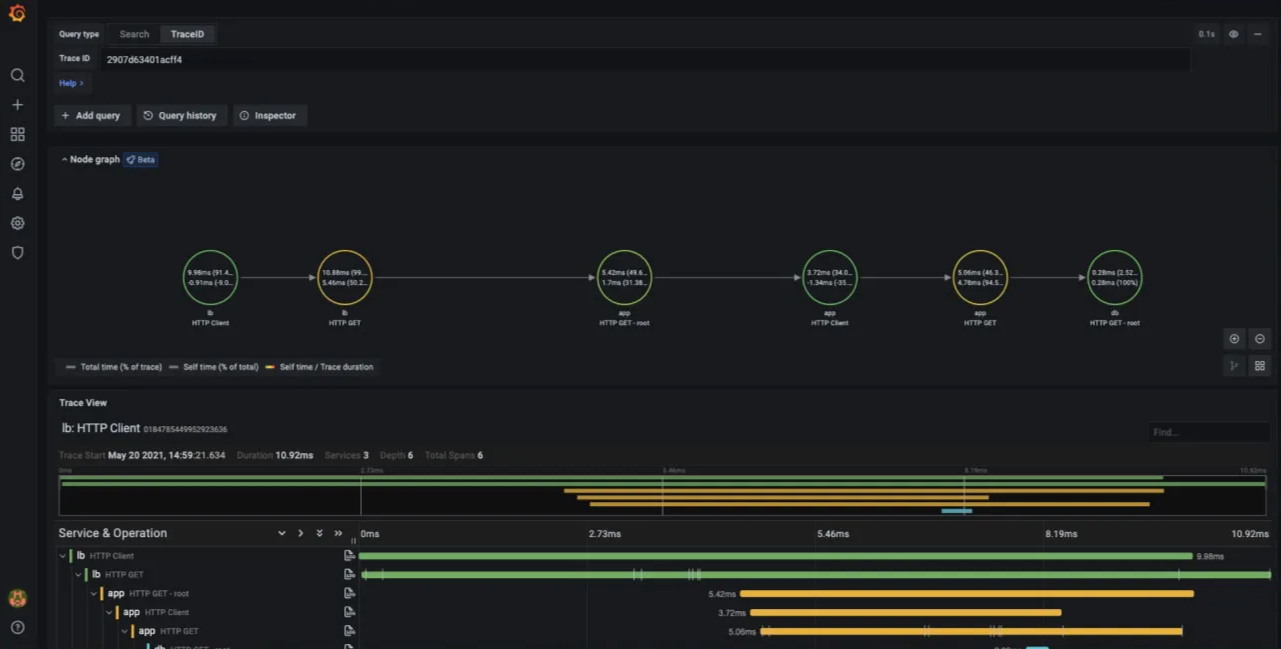 Query type Search TraceID 0.1s
Trace ID 2907d63401acff4
Help >
+ Add query Query history Inspector
Node graph Beta
9.98ms (91.4... 10.88ms (99... 5.42ms (49.6... 3.72ms (34.0... 5.06ms (46.3... 0.28ms (2.52...
-0.91ms (-9.0... 5.46ms (50.2... 1.7ms (31.38... -1.34ms (-35... 4.78ms (94.5... 0.28ms (100%)
lb lb app app app db
HTTP Client HTTP GET HTTP GET - root HTTP Client HTTP GET HTTP GET - root
Total time (% of trace) Self time (% of total) Self time / Trace duration
Trace View
lb: HTTP Client 0184785449952923636
Find...
Trace Start May 20 2021, 14:59:21.634 Duration 10.92ms Services 3 Depth 6 Total Spans 6
0ms 2.73ms 5.46ms 8.19ms 10.92ms
Service & Operation 0ms 2.73ms 5.46ms 8.19ms 10.92ms
lb HTTP Client 9.98ms
lb HTTP GET
app HTTP GET - root 5.42ms
app HTTP Client 3.72ms
app HTTP GET 5.06ms